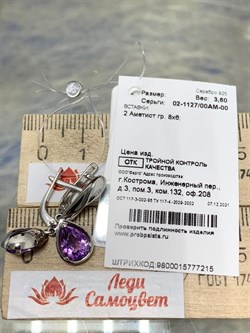 Размер: Серебро 925
Серьги: Вес: 3,60
02-1127/00АМ-00
ВСТАВКИ:
2 Аметист гр. 8х6;
Цена изд.
ОТК ТРОЙНОЙ КОНТРОЛЬ
КАЧЕСТВА
Адрес производства:
г.Кострома, Инженерный пер.,
д.3, пом.3, ком.132, оф.208
07.12.2021
Проверить подлинность изделия
www.probpalata.ru
ШТРИХКОД:9800015777215
Леди
Самоцвет